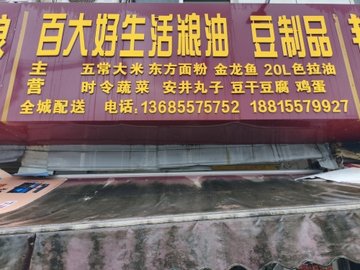 百大好生活粮油 豆制品
主营 五常大米 东方面粉 金龙鱼 20L色拉油
时令蔬菜 安井丸子 豆干豆腐 鸡蛋
全城配送 电话:13685575752 18815579927